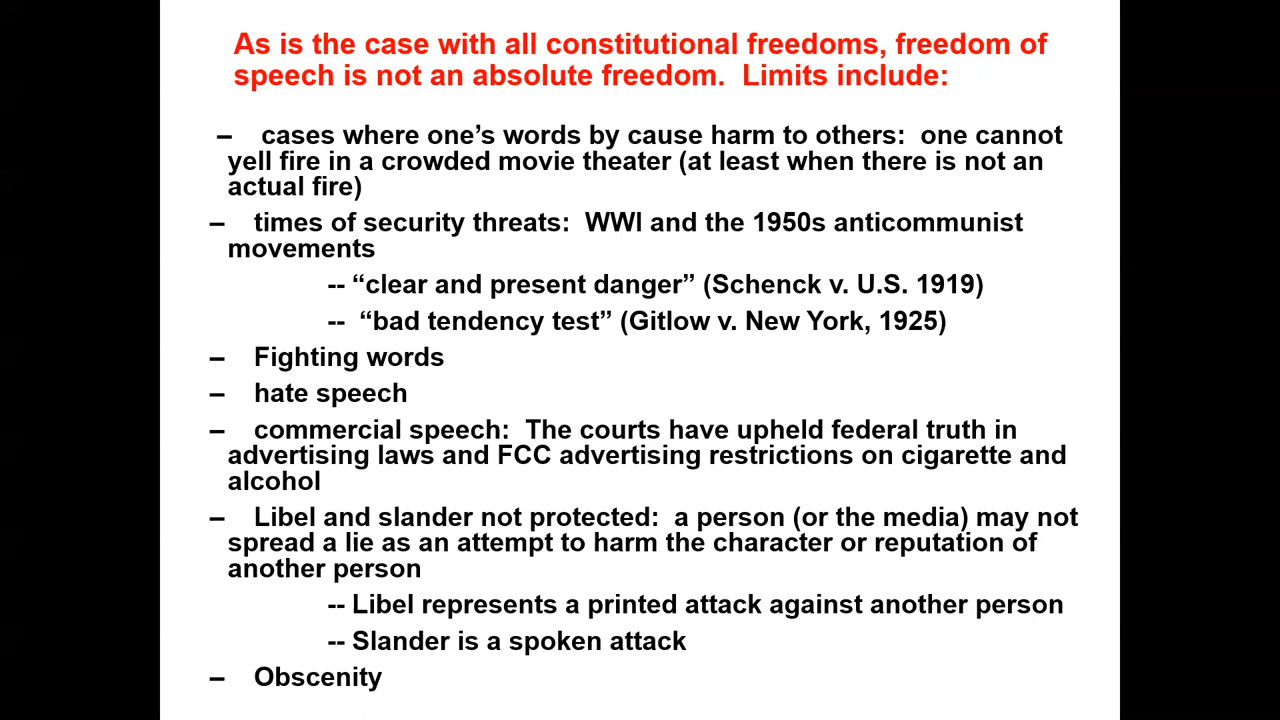 As is the case with all constitutional freedoms, freedom of
speech is not an absolute freedom.  Limits include:
–   cases where one’s words by cause harm to others:  one cannot
yell fire in a crowded movie theater (at least when there is not an
actual fire)
–   times of security threats:  WWI and the 1950s anticommunist
movements
-- “clear and present danger” (Schenck v. U.S. 1919)
--  “bad tendency test” (Gitlow v. New York, 1925)
–   Fighting words
–   hate speech
–   commercial speech:  The courts have upheld federal truth in
advertising laws and FCC advertising restrictions on cigarette and
alcohol
–   Libel and slander not protected:  a person (or the media) may not
spread a lie as an attempt to harm the character or reputation of
another person
-- Libel represents a printed attack against another person
-- Slander is a spoken attack
–   Obscenity